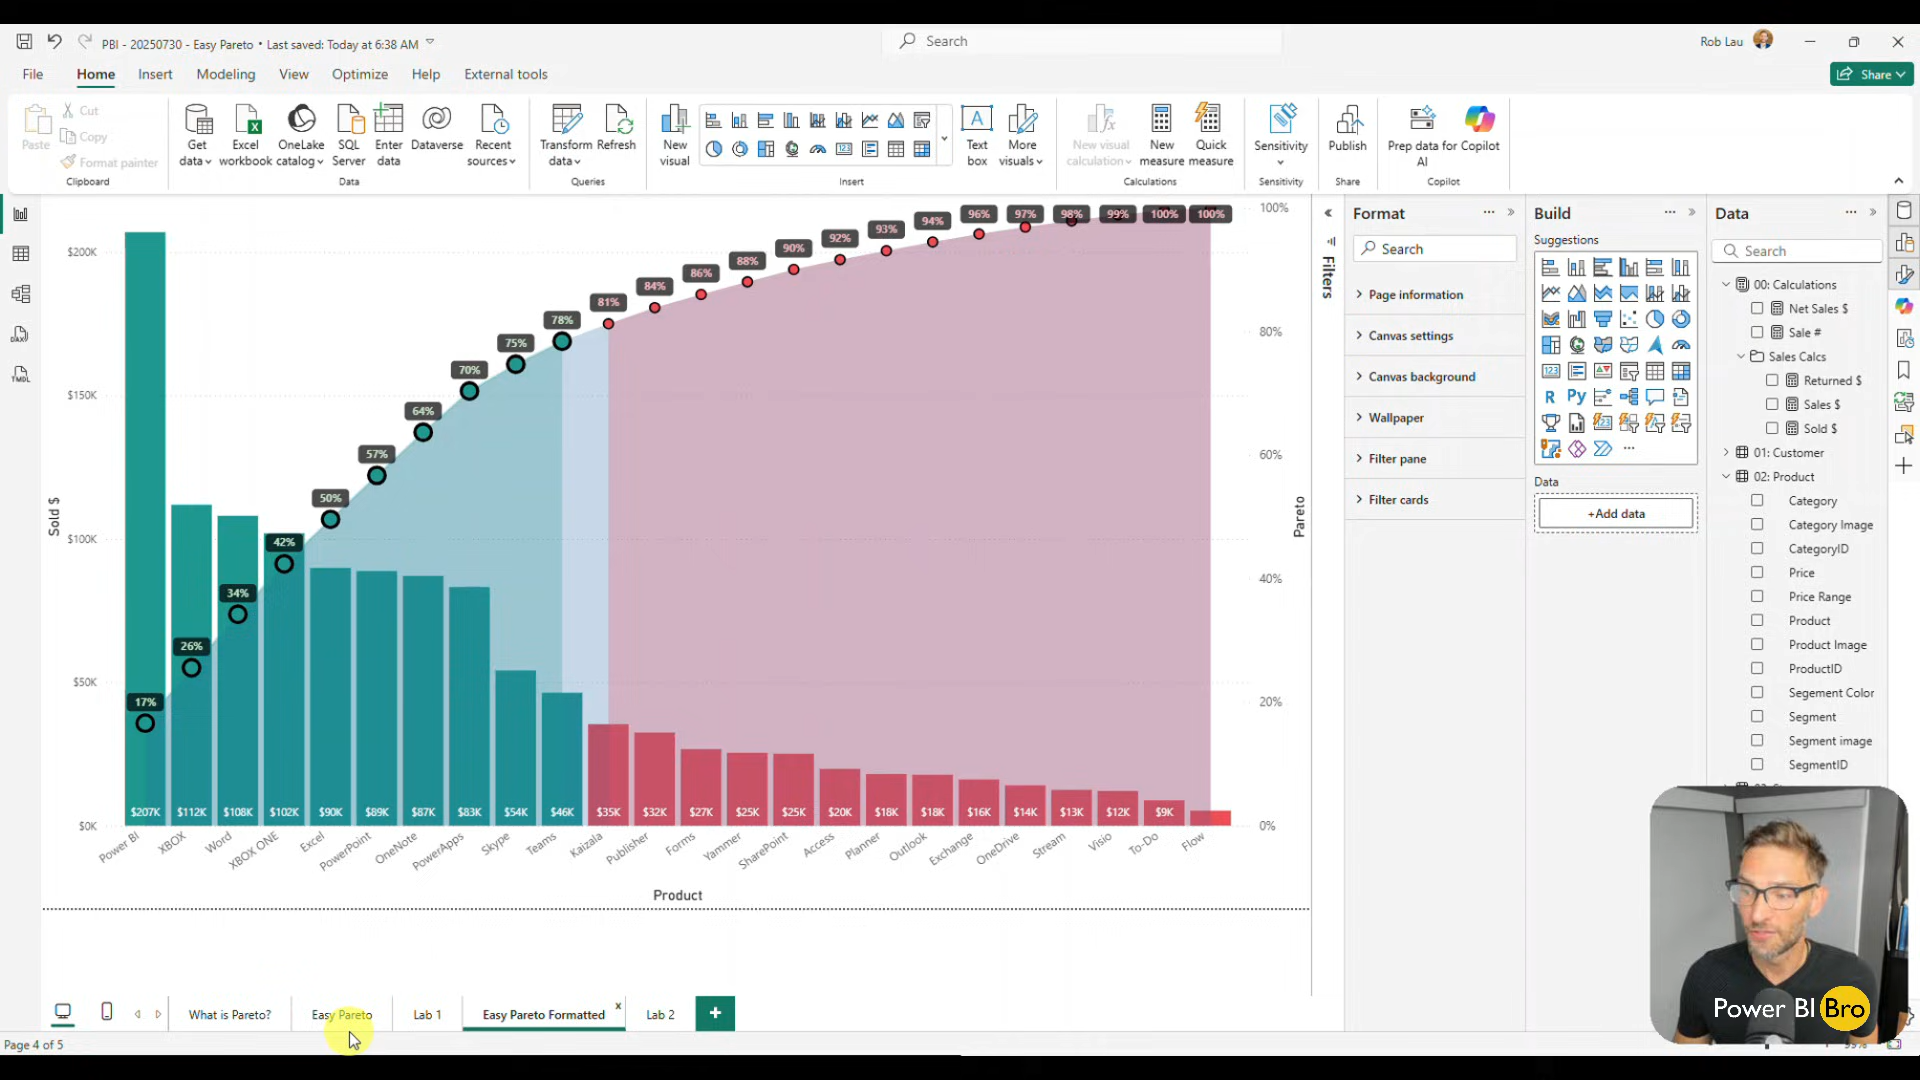 PBI - 20250730 - Easy Pareto • Last saved: Today at 6:38 AM
Search
Rob Lau
File Home Insert Modeling View Optimize Help External tools
Share
Paste
Cut
Copy
Format painter
Clipboard
Get data
Excel workbook
OneLake catalog
SQL Server
Enter data
Dataverse
Recent sources
Data
Transform data
Refresh
Queries
New visual
Text box
More visuals
Insert
New visual calculation
New measure
Quick measure
Calculations
Sensitivity
Sensitivity
Publish
Share
Prep data for AI
Copilot
Copilot
Sold $
$200K
$150K
$100K
$50K
$0K
17% 26% 34% 42% 50% 57% 64% 70% 75% 78% 81% 84% 86% 88% 90% 92% 93% 94% 96% 97% 98% 99% 100% 100%
$207K $112K $108K $102K $90K $89K $87K $83K $54K $46K $35K $32K $27K $25K $25K $20K $18K $18K $16K $14K $13K $12K $9K
Power BI XBOX Word XBOX ONE Excel PowerPoint OneNote PowerApps Skype Teams Kaizala Publisher Forms Yammer SharePoint Access Planner Outlook Exchange OneDrive Stream Visio To-Do Flow
Product
100%
80%
60%
40%
20%
0%
Pareto
Filters
Format
Search
Page information
Canvas settings
Canvas background
Wallpaper
Filter pane
Filter cards
Build
Suggestions
123
R Py
Data
+Add data
Data
Search
00: Calculations
Net Sales $
Sale #
Sales Calcs
Returned $
Sales $
Sold $
01: Customer
02: Product
Category
Category Image
CategoryID
Price
Price Range
Product
Product Image
ProductID
Segement Color
Segment
Segment image
SegmentID
What is Pareto? Easy Pareto Lab 1 Easy Pareto Formatted x Lab 2 +
Page 4 of 5
Power BI Bro